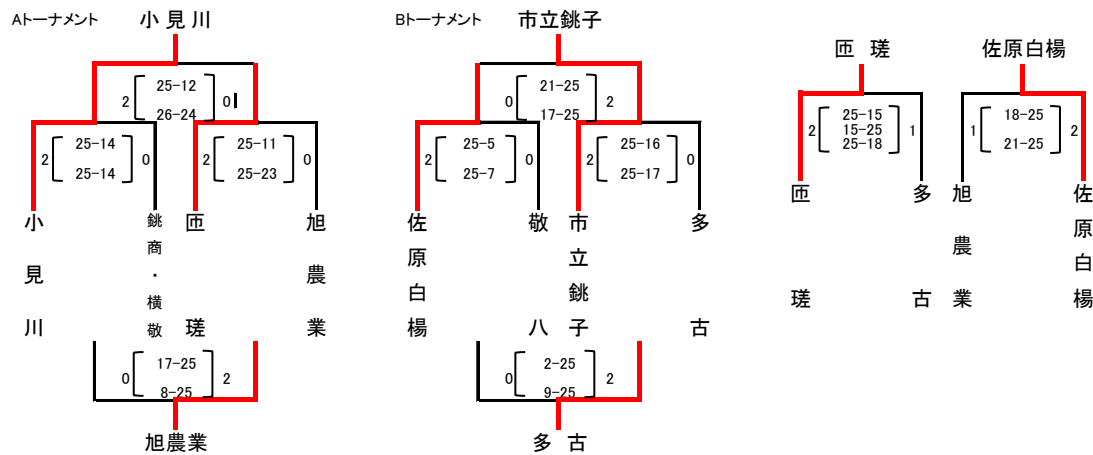 Aトーナメント
小見川
2
25-12
26-24
0
2
25-14
25-14
0
2
25-11
25-23
0
小見川
銚商・横敬
匝瑳
旭農業
0
17-25
8-25
2
旭農業
Bトーナメント
市立銚子
0
21-25
17-25
2
2
25-5
25-7
0
2
25-16
25-17
0
佐原白楊
敬八
市立銚子
多古
0
2-25
9-25
2
多古
匝瑳
2
25-15
15-25
25-18
1
匝瑳
多古
佐原白楊
1
18-25
21-25
2
旭農業
佐原白楊